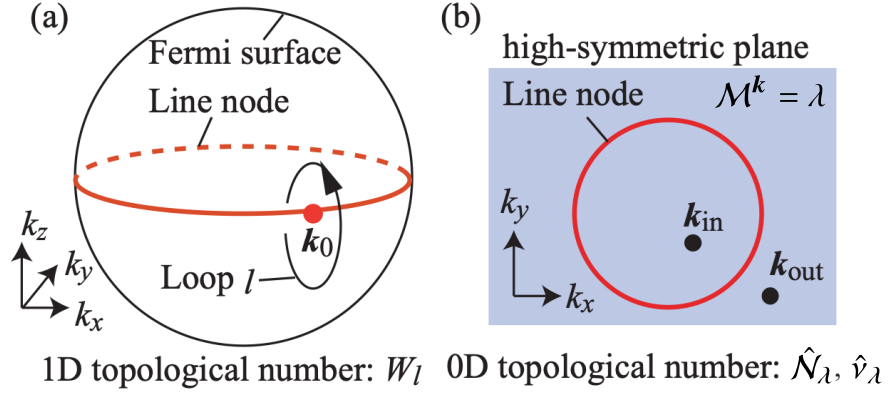 (a)
Fermi surface
Line node
k₀
k_z
k_y
k_x
Loop l
1D topological number: W_l
(b)
high-symmetric plane
Line node
𝓜^k = λ
k_y
k_in
k_out
k_x
0D topological number: 𝓝̂_λ, ν̂_λ